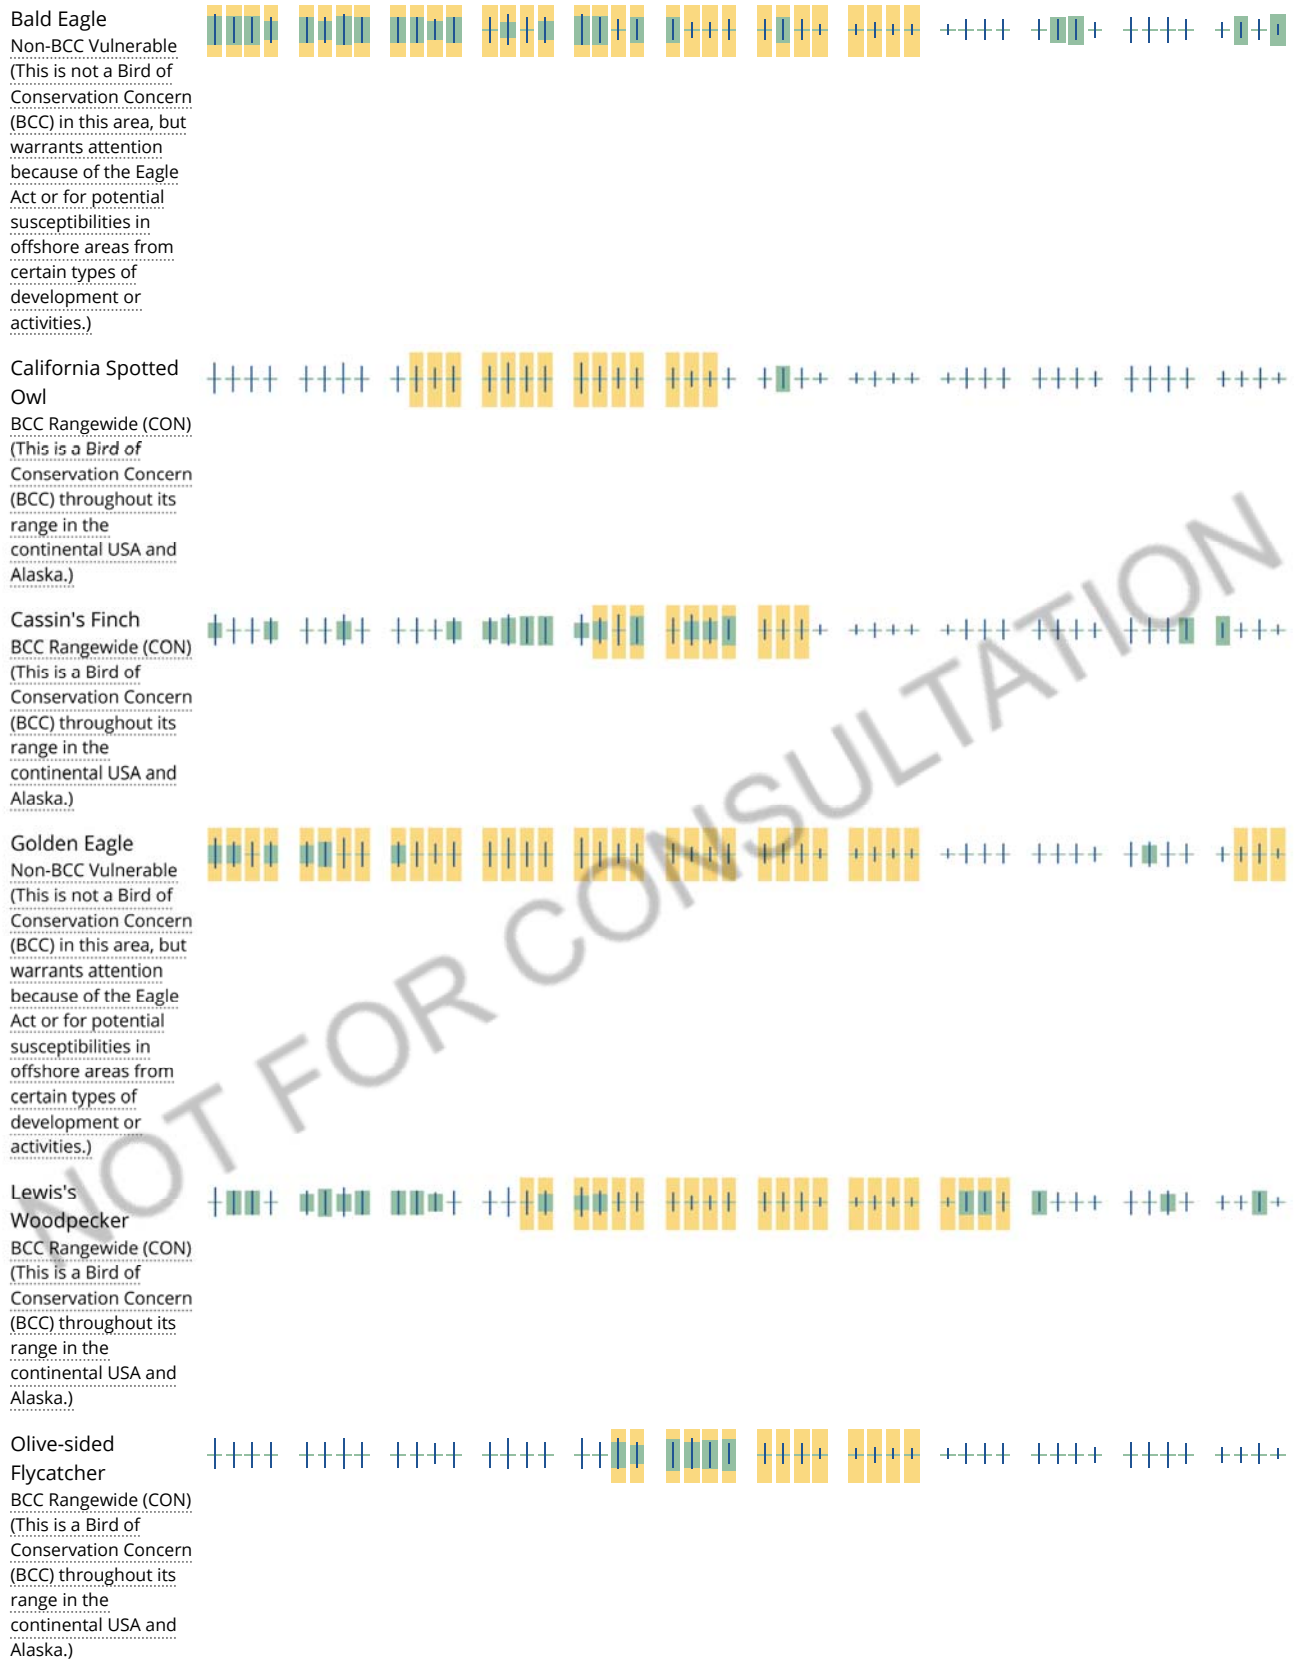 Bald Eagle
Non-BCC Vulnerable
(This is not a Bird of
Conservation Concern
(BCC) in this area, but
warrants attention
because of the Eagle
Act or for potential
susceptibilities in
offshore areas from
certain types of
development or
activities.)
California Spotted
Owl
BCC Rangewide (CON)
(This is a Bird of
Conservation Concern
(BCC) throughout its
range in the
continental USA and
Alaska.)
Cassin's Finch
BCC Rangewide (CON)
(This is a Bird of
Conservation Concern
(BCC) throughout its
range in the
continental USA and
Alaska.)
Golden Eagle
Non-BCC Vulnerable
(This is not a Bird of
Conservation Concern
(BCC) in this area, but
warrants attention
because of the Eagle
Act or for potential
susceptibilities in
offshore areas from
certain types of
development or
activities.)
Lewis's
Woodpecker
BCC Rangewide (CON)
(This is a Bird of
Conservation Concern
(BCC) throughout its
range in the
continental USA and
Alaska.)
Olive-sided
Flycatcher
BCC Rangewide (CON)
(This is a Bird of
Conservation Concern
(BCC) throughout its
range in the
continental USA and
Alaska.)
NOT FOR CONSULTATION